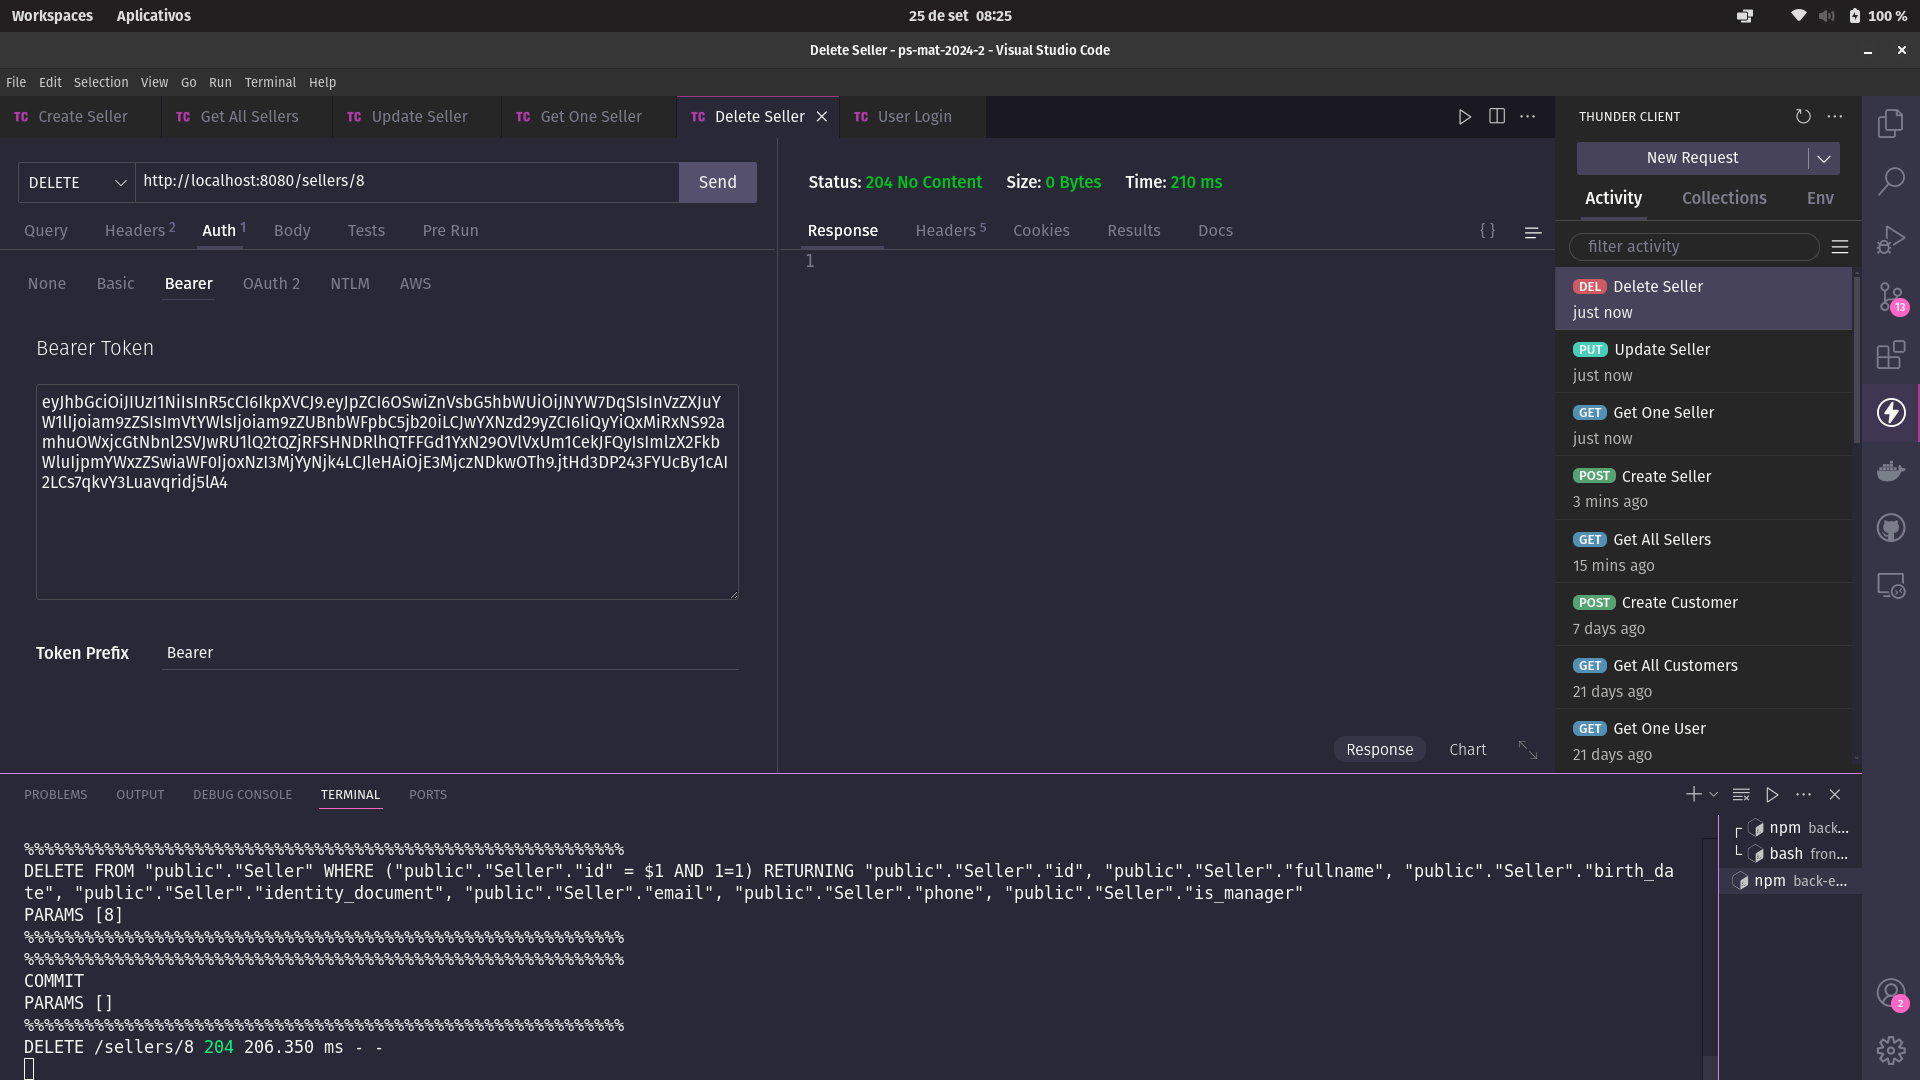 Workspaces Aplicativos 25 de set 08:25 100 %
Delete Seller - ps-mat-2024-2 - Visual Studio Code
File Edit Selection View Go Run Terminal Help
TC Create Seller TC Get All Sellers TC Update Seller TC Get One Seller TC Delete Seller TC User Login
DELETE http://localhost:8080/sellers/8 Send
Query Headers 2 Auth 1 Body Tests Pre Run
None Basic Bearer OAuth 2 NTLM AWS
Bearer Token
Token Prefix Bearer
Status: 204 No Content Size: 0 Bytes Time: 210 ms
Response Headers 5 Cookies Results Docs { }
1
Response Chart
THUNDER CLIENT
New Request
Activity Collections Env
filter activity
DEL Delete Seller
just now
PUT Update Seller
just now
GET Get One Seller
just now
POST Create Seller
3 mins ago
GET Get All Sellers
15 mins ago
POST Create Customer
7 days ago
GET Get All Customers
21 days ago
GET Get One User
21 days ago
13
2
PROBLEMS OUTPUT DEBUG CONSOLE TERMINAL PORTS
%%%%%%%%%%%%%%%%%%%%%%%%%%%%%%%%%%%%%%%%%%%%%%%%%%%%%%%%%%%%
DELETE FROM "public"."Seller" WHERE ("public"."Seller"."id" = $1 AND 1=1) RETURNING "public"."Seller"."id", "public"."Seller"."fullname", "public"."Seller"."birth_da
te", "public"."Seller"."identity_document", "public"."Seller"."email", "public"."Seller"."phone", "public"."Seller"."is_manager"
PARAMS [8]
%%%%%%%%%%%%%%%%%%%%%%%%%%%%%%%%%%%%%%%%%%%%%%%%%%%%%%%%%%%%
%%%%%%%%%%%%%%%%%%%%%%%%%%%%%%%%%%%%%%%%%%%%%%%%%%%%%%%%%%%%
COMMIT
PARAMS []
%%%%%%%%%%%%%%%%%%%%%%%%%%%%%%%%%%%%%%%%%%%%%%%%%%%%%%%%%%%%
DELETE /sellers/8 204 206.350 ms - -
npm back...
bash fron...
npm back-e...